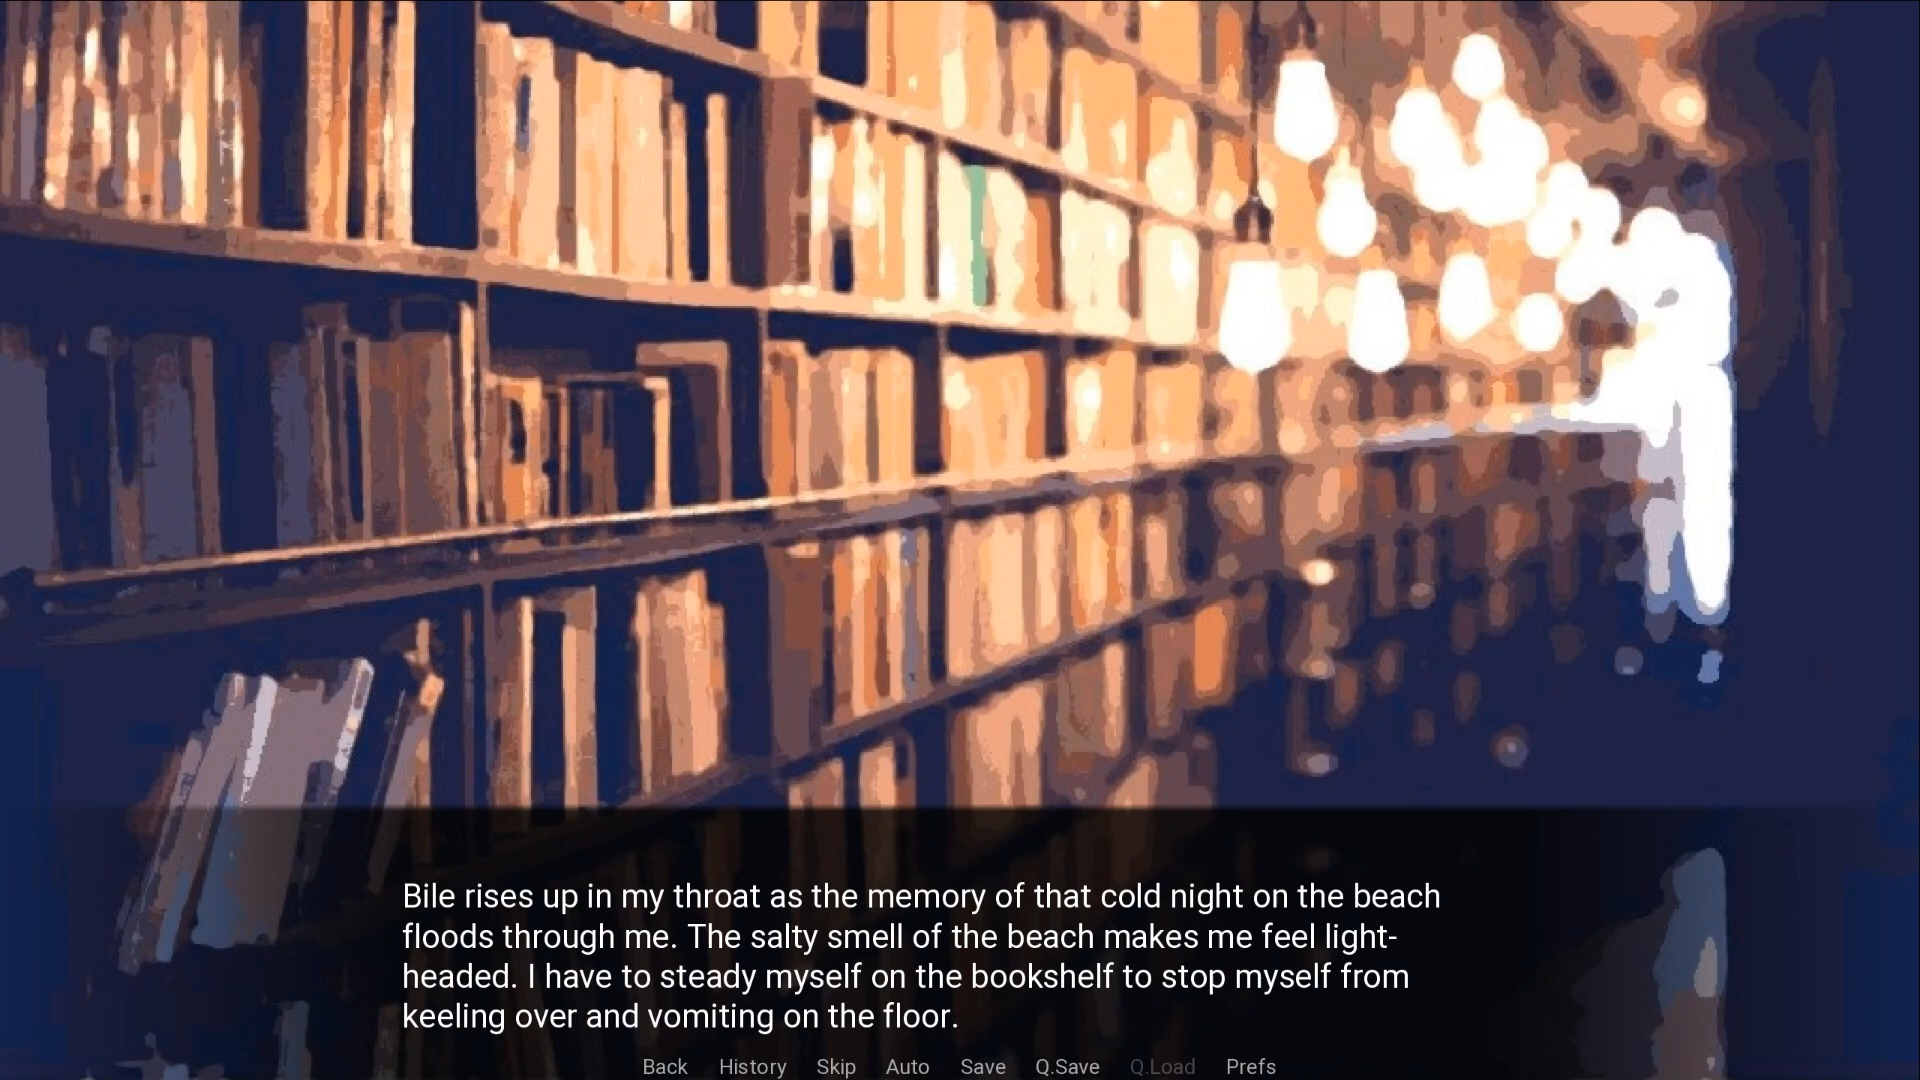 Bile rises up in my throat as the memory of that cold night on the beach
floods through me. The salty smell of the beach makes me feel light-
headed. I have to steady myself on the bookshelf to stop myself from
keeling over and vomiting on the floor.
Back History Skip Auto Save Q.Save Q.Load Prefs